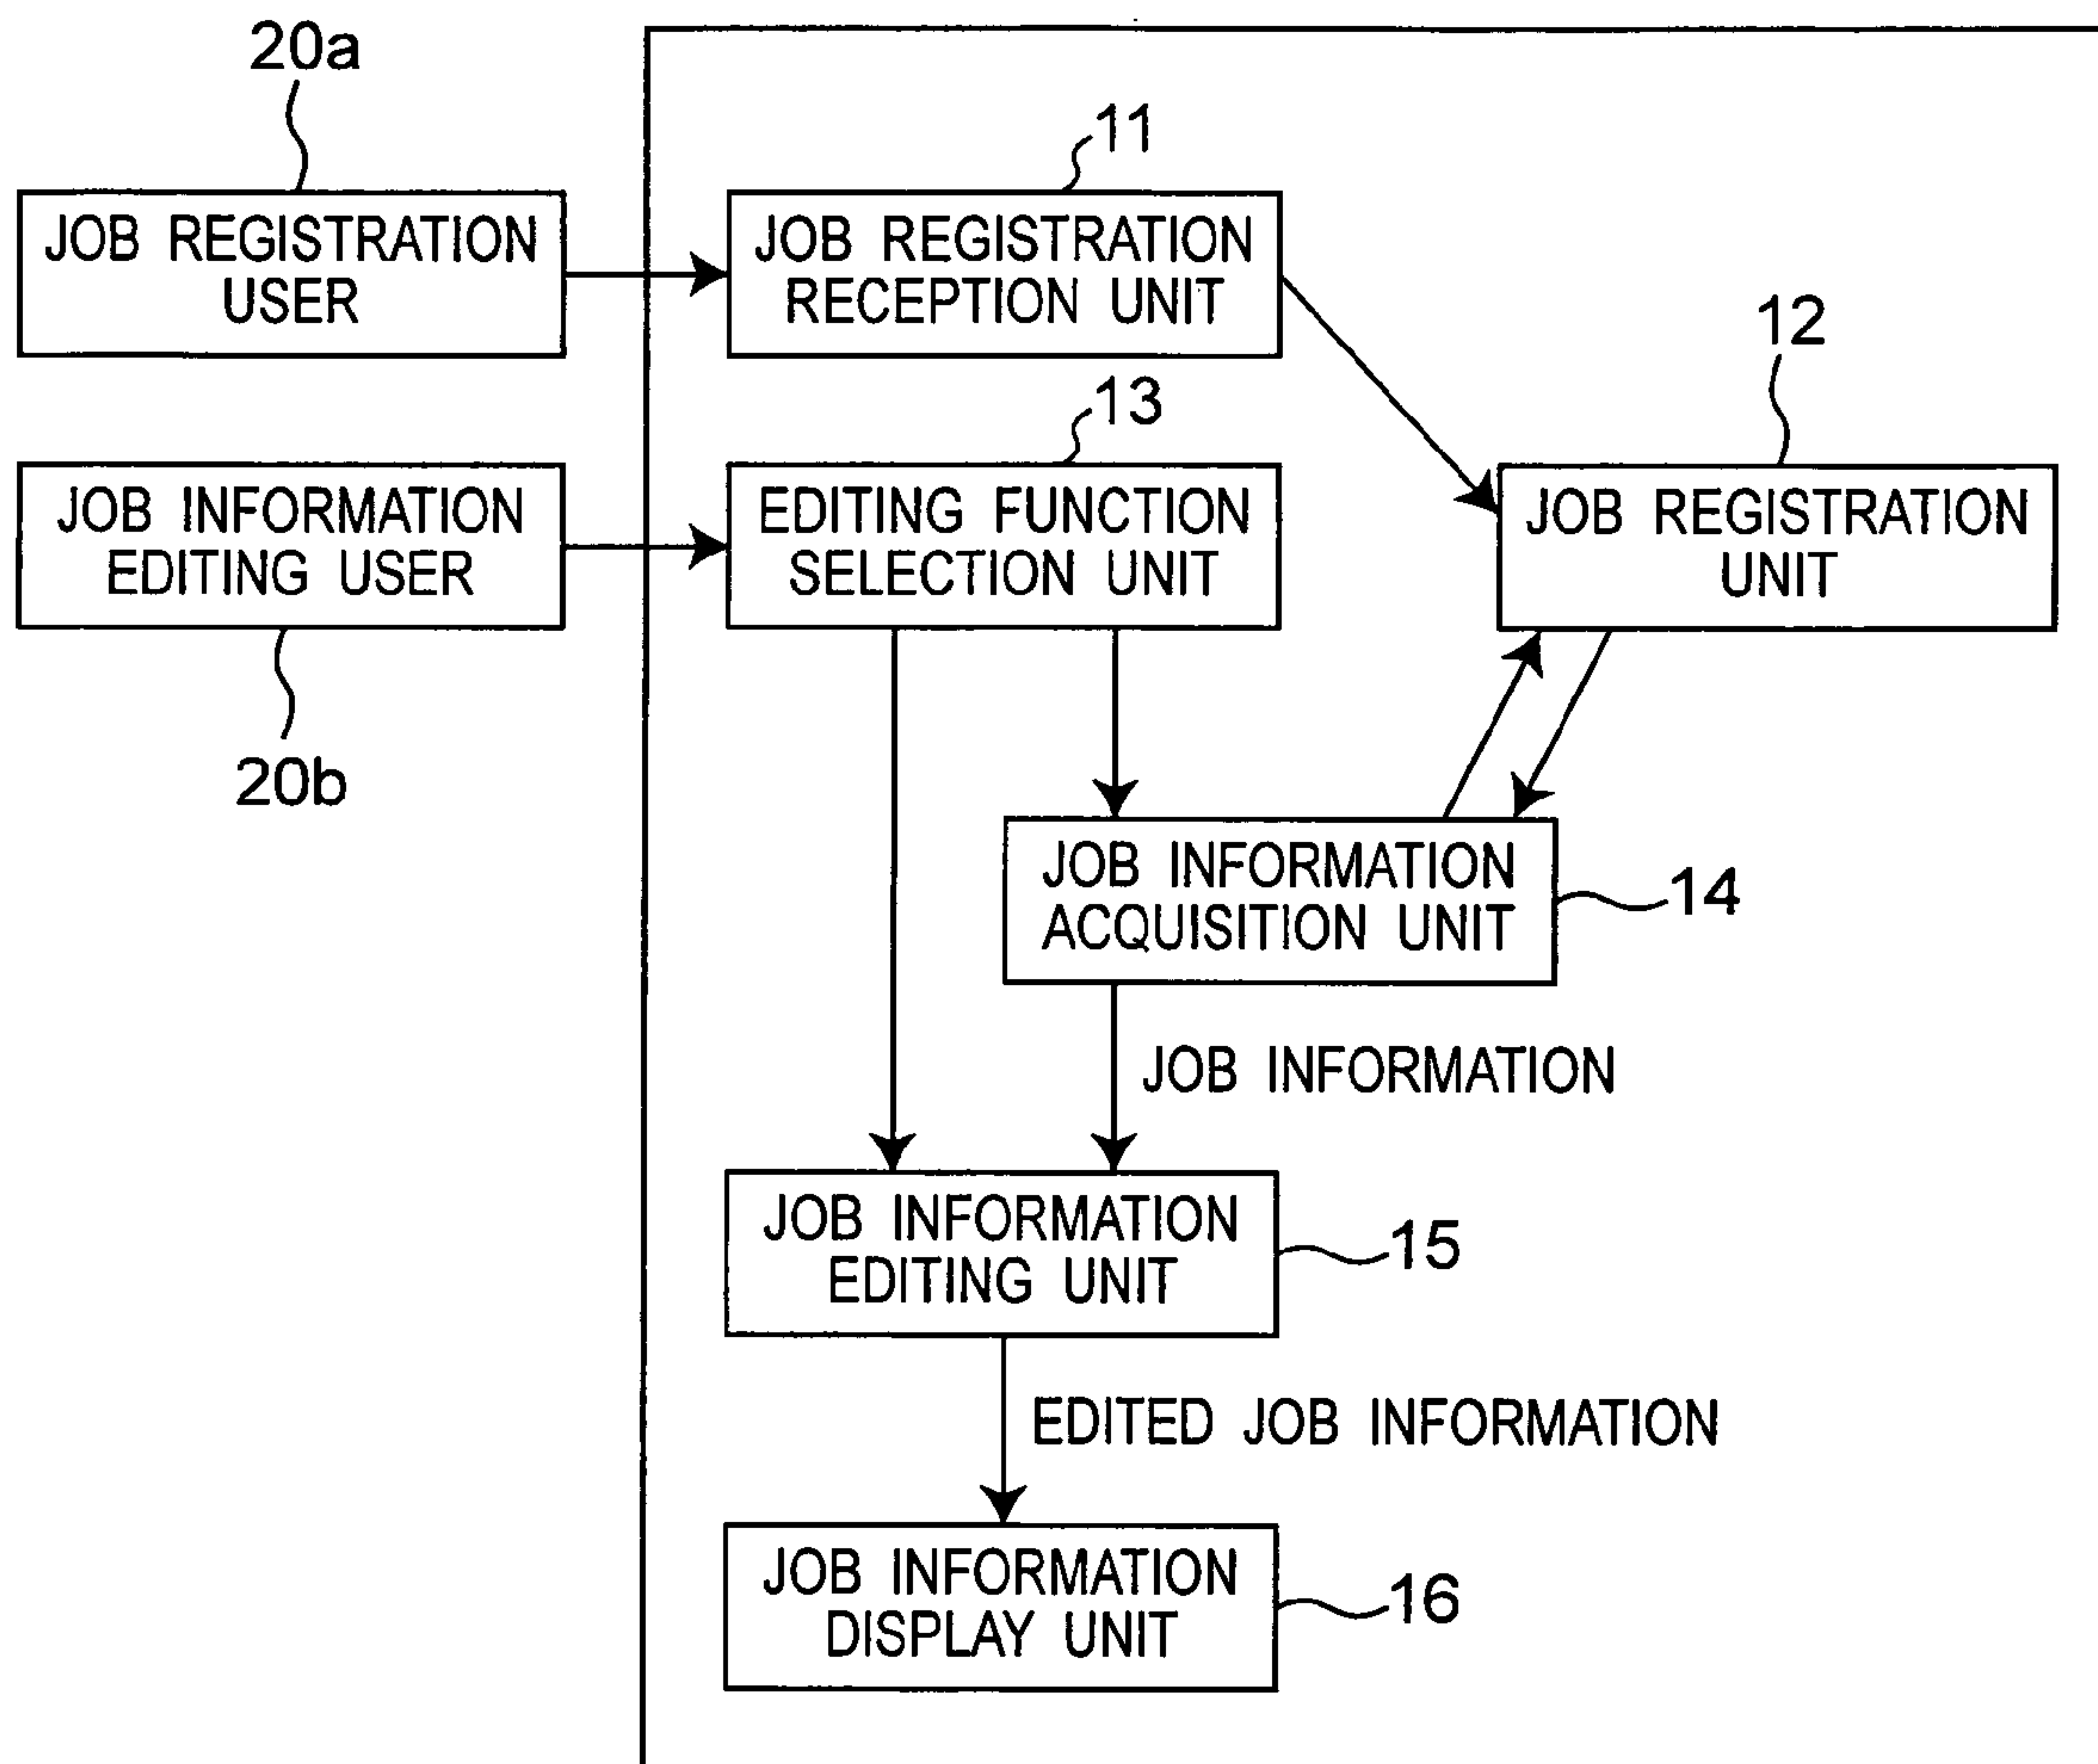 20a
11
JOB REGISTRATION
USER
JOB REGISTRATION
RECEPTION UNIT
12
13
JOB INFORMATION
EDITING USER
EDITING FUNCTION
SELECTION UNIT
JOB REGISTRATION
UNIT
20b
JOB INFORMATION
ACQUISITION UNIT
14
JOB INFORMATION
JOB INFORMATION
EDITING UNIT
15
EDITED JOB INFORMATION
JOB INFORMATION
DISPLAY UNIT
16